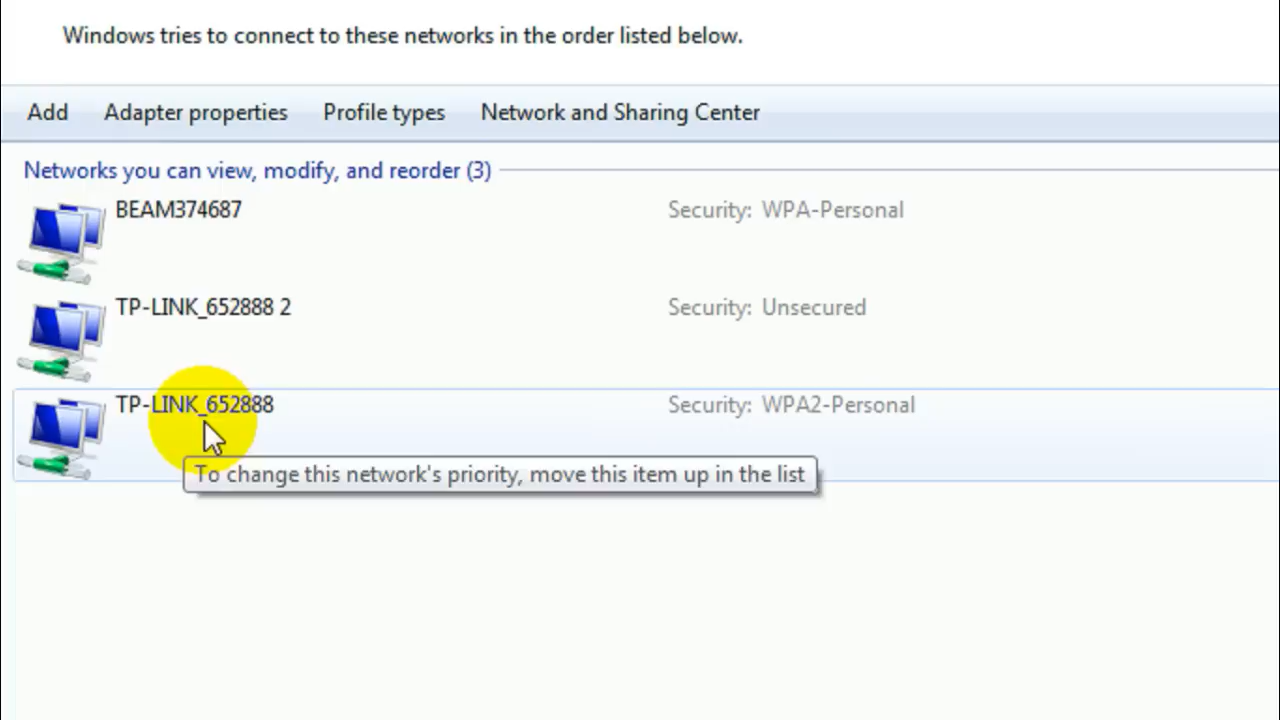 Windows tries to connect to these networks in the order listed below.
Add Adapter properties Profile types Network and Sharing Center
Networks you can view, modify, and reorder (3)
BEAM374687 Security: WPA-Personal
TP-LINK_652888 2 Security: Unsecured
TP-LINK_652888 Security: WPA2-Personal
To change this network's priority, move this item up in the list